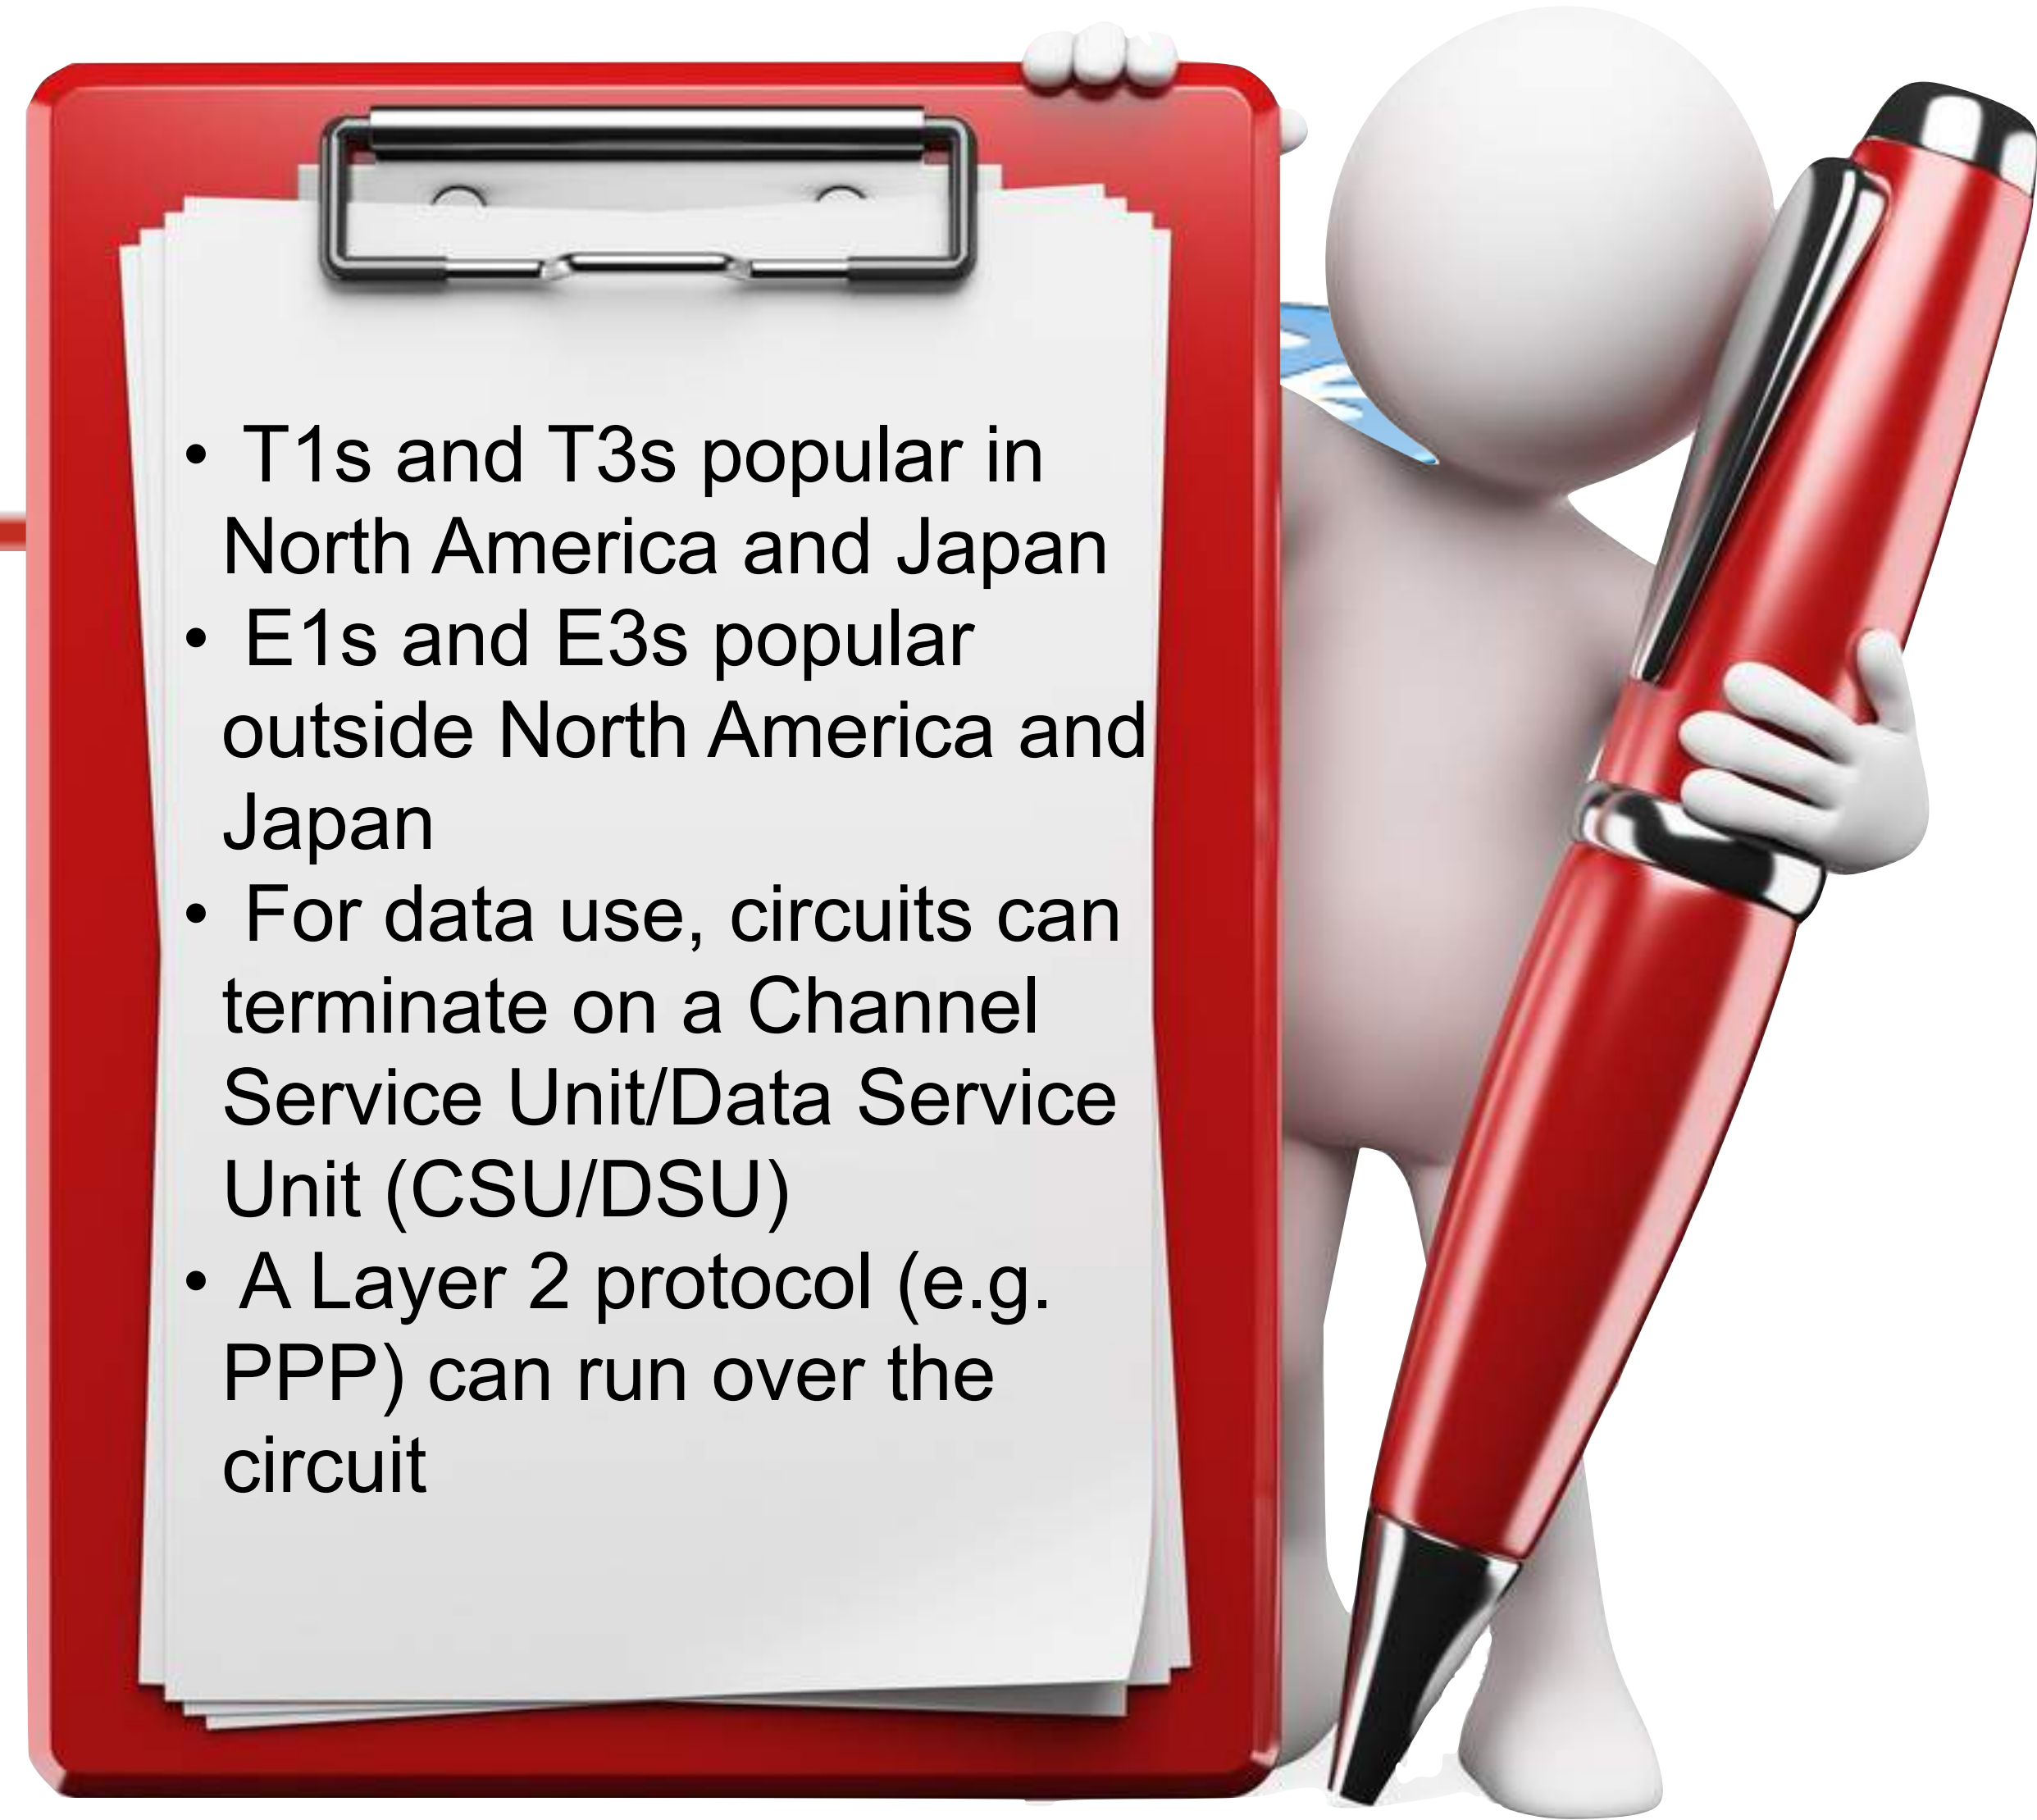 • T1s and T3s popular in
North America and Japan
• E1s and E3s popular
outside North America and
Japan
• For data use, circuits can
terminate on a Channel
Service Unit/Data Service
Unit (CSU/DSU)
• A Layer 2 protocol (e.g.
PPP) can run over the
circuit